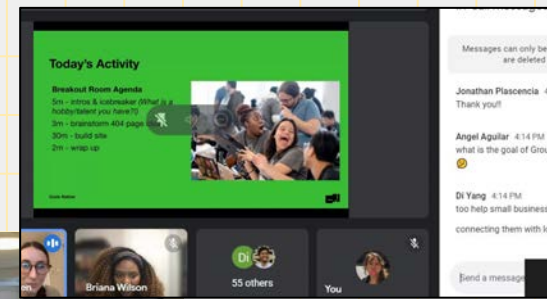 Today's Activity
Breakout Room Agenda
5m - intros & icebreaker (What is a
hobby/talent you have?!)
3m - brainstorm 404 page
30m - build site
2m - wrap up
Briana Wilson
Di
55 others
You
Messages can only be
are deleted
Jonathan Plascencia
Thank you!!
Angel Aguilar 4:14 PM
what is the goal of Grou
Di Yang 4:14 PM
too help small business
connecting them with l
Send a message